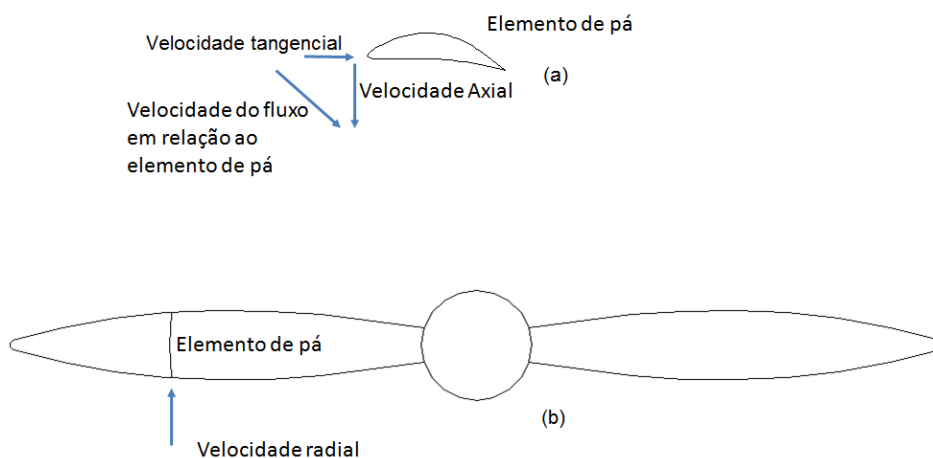 Elemento de pá
Velocidade tangencial
(a)
Velocidade Axial
Velocidade do fluxo
em relação ao
elemento de pá
Elemento de pá
(b)
Velocidade radial